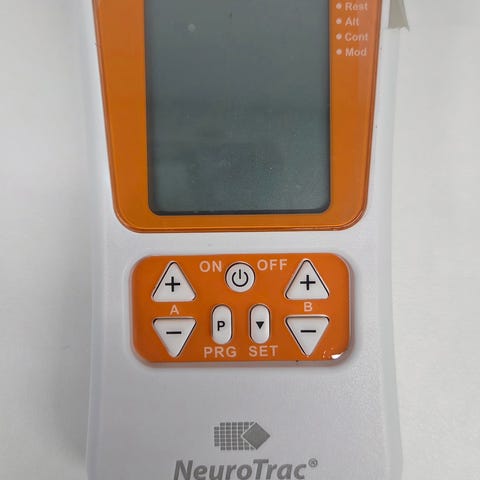 Rest
Alt
Cont
Mod
ON OFF
+ +
A B
− −
P ▼
PRG SET
NeuroTrac®